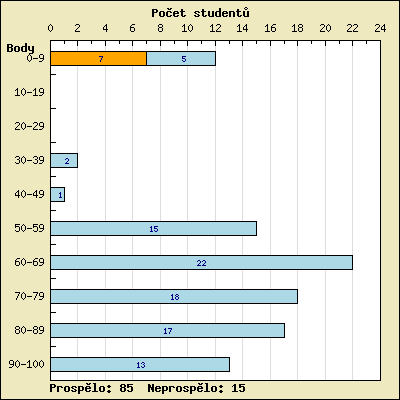 Počet studentů
0 2 4 6 8 10 12 14 16 18 20 22 24
Body
0-9 7 5
10-19
20-29
30-39 2
40-49 1
50-59 15
60-69 22
70-79 18
80-89 17
90-100 13
Prospělo: 85 Neprospělo: 15